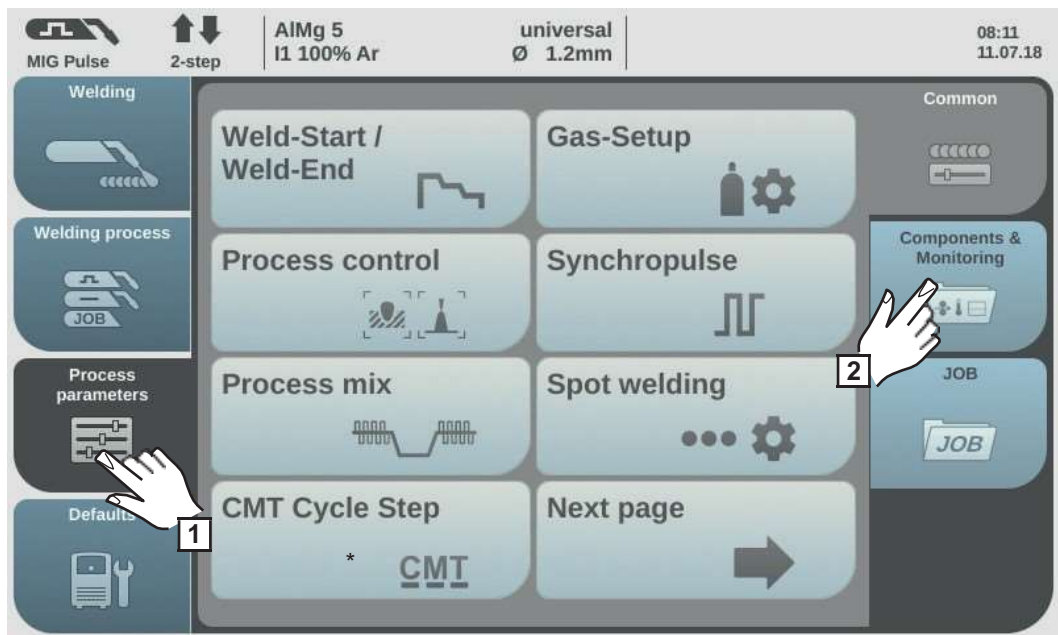 MIG Pulse
2-step
AlMg 5
I1 100% Ar
universal
Ø 1.2mm
08:11
11.07.18
Welding
Welding process
JOB
Process
parameters
Defaults
Weld-Start /
Weld-End
Gas-Setup
Process control
Synchropulse
Process mix
Spot welding
CMT Cycle Step
* CMT
Next page
Common
Components &
Monitoring
JOB
JOB
1
2